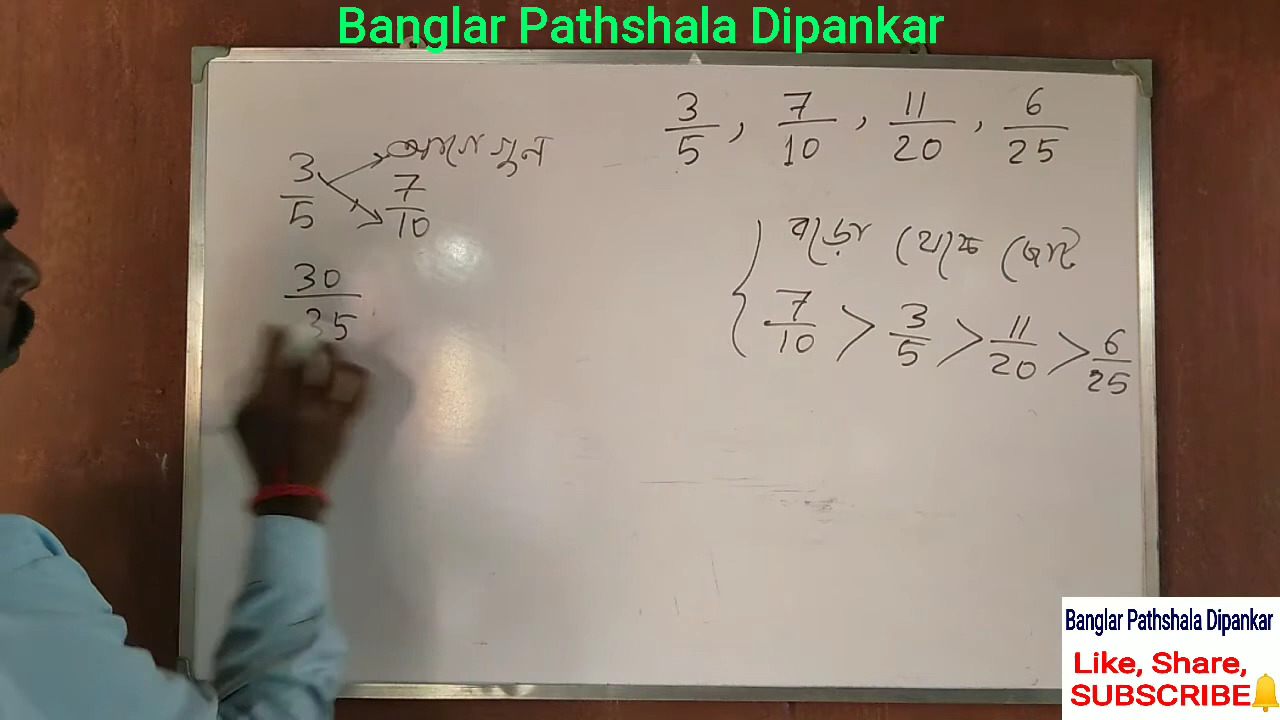 Banglar Pathshala Dipankar
3/5, 7/10, 11/20, 6/25
আগে গুন
3/5 7/10
বড়ো থেকে ছোট
30/35
7/10 > 3/5 > 11/20 > 6/25
Banglar Pathshala Dipankar
Like, Share,
SUBSCRIBE